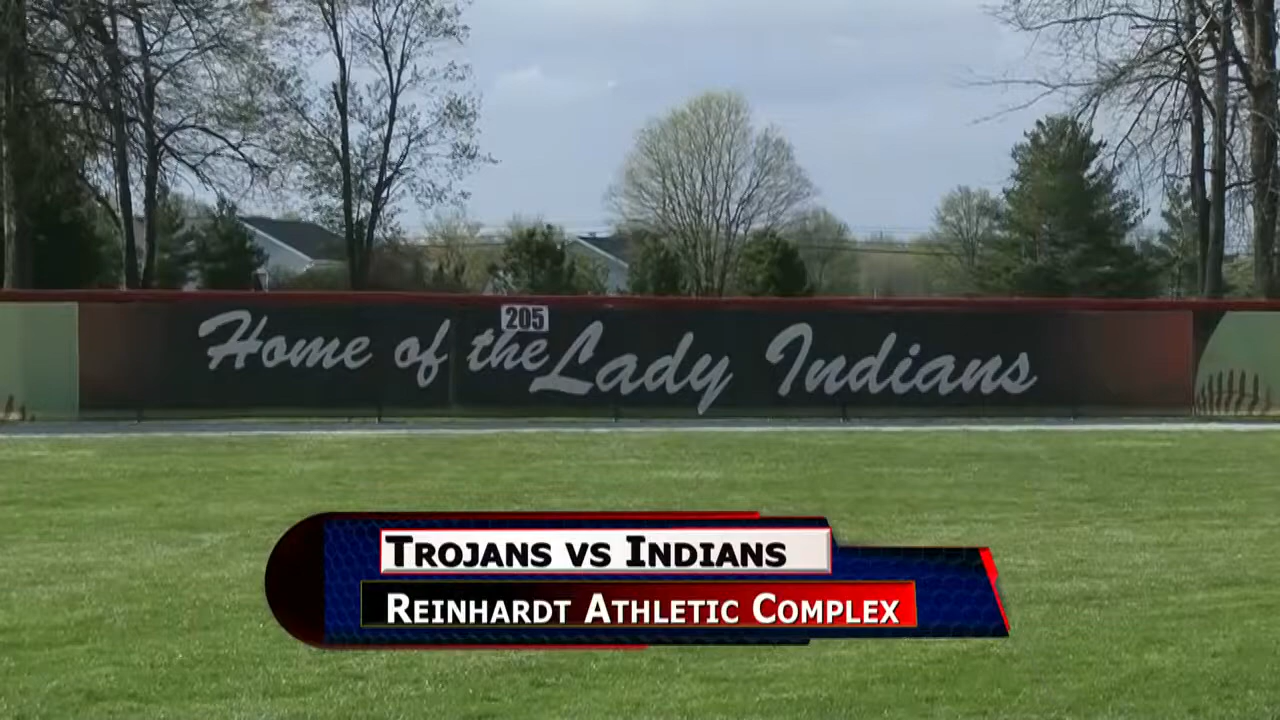 205
Home of the Lady Indians
TROJANS VS INDIANS
REINHARDT ATHLETIC COMPLEX